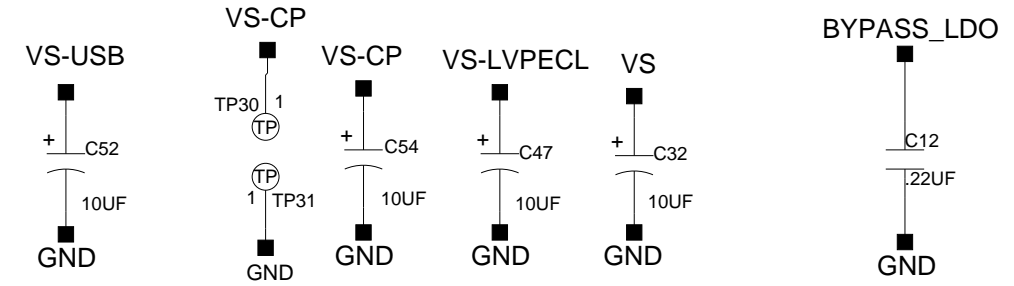 VS-USB
+
C52
10UF
GND
VS-CP
TP30 1
TP
TP
1 TP31
GND
VS-CP
+
C54
10UF
GND
VS-LVPECL
+
C47
10UF
GND
VS
+
C32
10UF
GND
BYPASS_LDO
C12
.22UF
GND